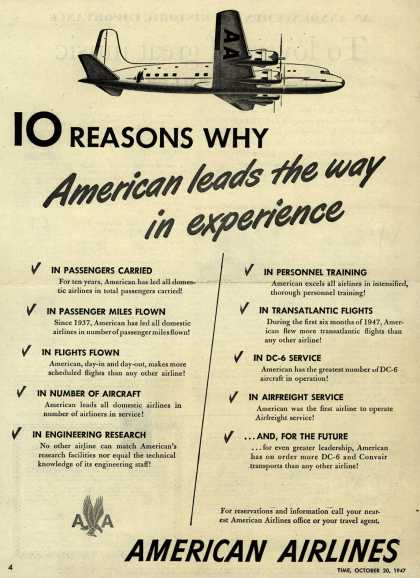 AA
10 REASONS WHY
American leads the way
in experience
✓ IN PASSENGERS CARRIED
For ten years, American has led all domes-
tic airlines in total passengers carried!
✓ IN PASSENGER MILES FLOWN
Since 1937, American has led all domestic
airlines in number of passenger miles flown!
✓ IN FLIGHTS FLOWN
American, day-in and day-out, makes more
scheduled flights than any other airline!
✓ IN NUMBER OF AIRCRAFT
American leads all domestic airlines in
number of airliners in service!
✓ IN ENGINEERING RESEARCH
No other airline can match American's
research facilities nor equal the technical
knowledge of its engineering staff!
✓ IN PERSONNEL TRAINING
American excels all airlines in intensified,
thorough personnel training!
✓ IN TRANSATLANTIC FLIGHTS
During the first six months of 1947, Amer-
ican flew more transatlantic flights than
any other airline!
✓ IN DC-6 SERVICE
American has the greatest number of DC-6
aircraft in operation!
✓ IN AIRFREIGHT SERVICE
American was the first airline to operate
Airfreight service!
✓ ...AND, FOR THE FUTURE
...for even greater leadership, American
has on order more DC-6 and Convair
transports than any other airline!
For reservations and information call your near-
est American Airlines office or your travel agent.
A A
AMERICAN AIRLINES
4
TIME, OCTOBER 20, 1947